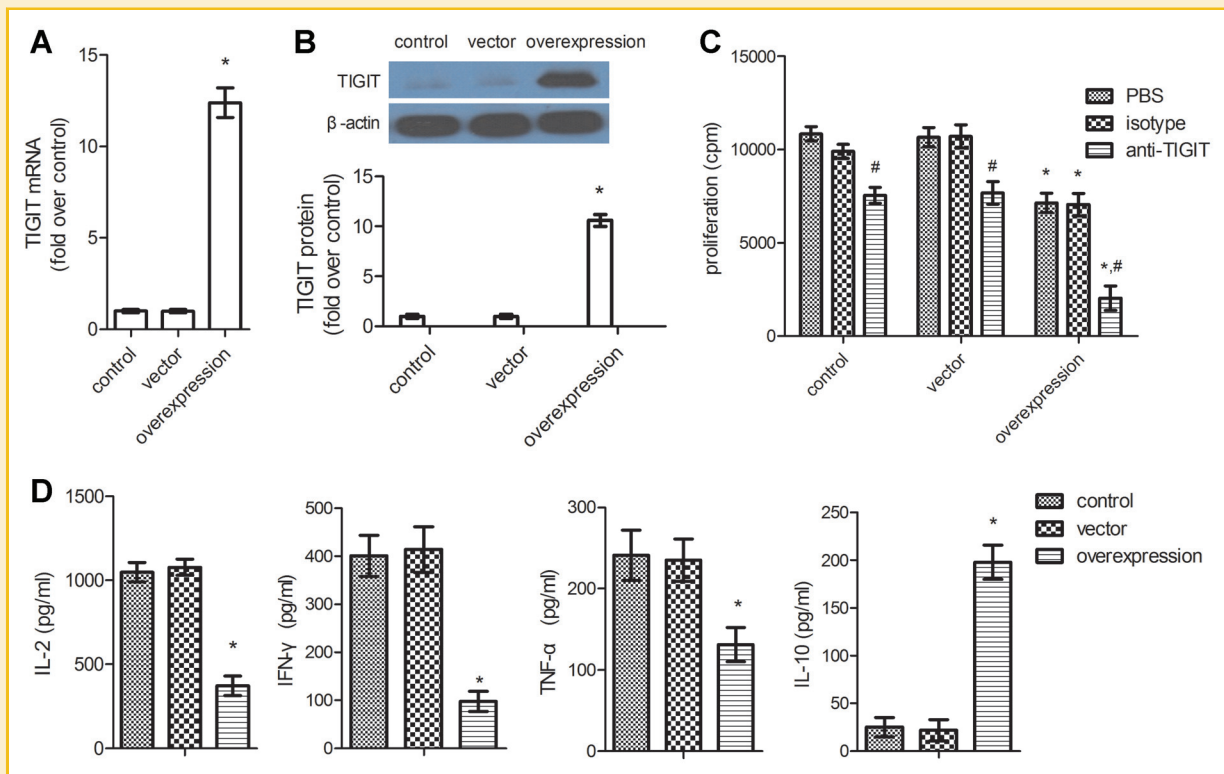 A
TIGIT mRNA
(fold over control)
15
10
5
0
*
control
vector
overexpression
B
control vector overexpression
TIGIT
β-actin
TIGIT protein
(fold over control)
15
10
5
0
*
control
vector
overexpression
C
proliferation (cpm)
15000
10000
5000
0
PBS
isotype
anti-TIGIT
# # * * *,#
control
vector
overexpression
D
IL-2 (pg/ml)
1500
1000
500
0
*
IFN-γ (pg/ml)
500
400
300
200
100
0
*
TNF-α (pg/ml)
300
200
100
0
*
IL-10 (pg/ml)
250
200
150
100
50
0
*
control
vector
overexpression